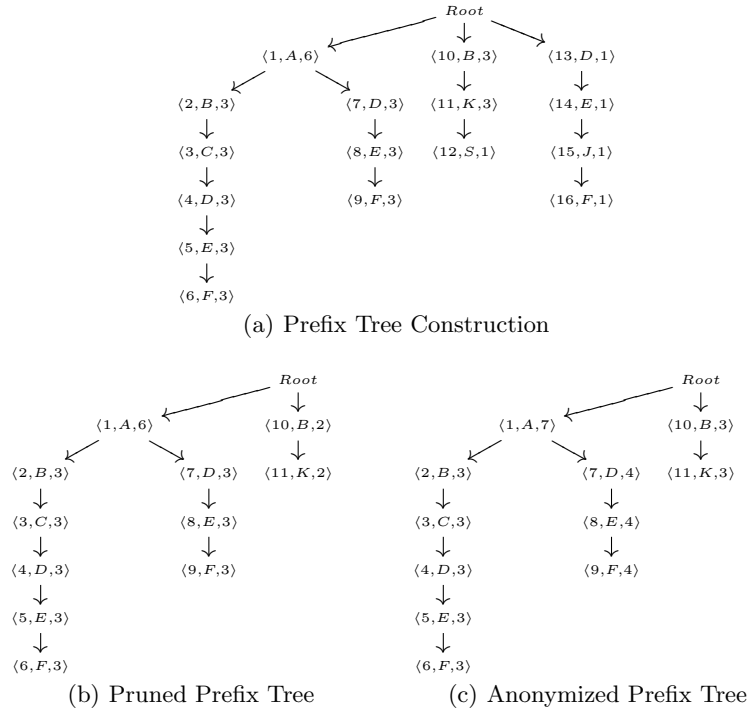 Root
⟨1,A,6⟩ ⟨10,B,3⟩ ⟨13,D,1⟩
⟨2,B,3⟩ ⟨7,D,3⟩ ⟨11,K,3⟩ ⟨14,E,1⟩
⟨3,C,3⟩ ⟨8,E,3⟩ ⟨12,S,1⟩ ⟨15,J,1⟩
⟨4,D,3⟩ ⟨9,F,3⟩ ⟨16,F,1⟩
⟨5,E,3⟩
⟨6,F,3⟩
(a) Prefix Tree Construction
Root
⟨1,A,6⟩ ⟨10,B,2⟩
⟨2,B,3⟩ ⟨7,D,3⟩ ⟨11,K,2⟩
⟨3,C,3⟩ ⟨8,E,3⟩
⟨4,D,3⟩ ⟨9,F,3⟩
⟨5,E,3⟩
⟨6,F,3⟩
(b) Pruned Prefix Tree
Root
⟨1,A,7⟩ ⟨10,B,3⟩
⟨2,B,3⟩ ⟨7,D,4⟩ ⟨11,K,3⟩
⟨3,C,3⟩ ⟨8,E,4⟩
⟨4,D,3⟩ ⟨9,F,4⟩
⟨5,E,3⟩
⟨6,F,3⟩
(c) Anonymized Prefix Tree